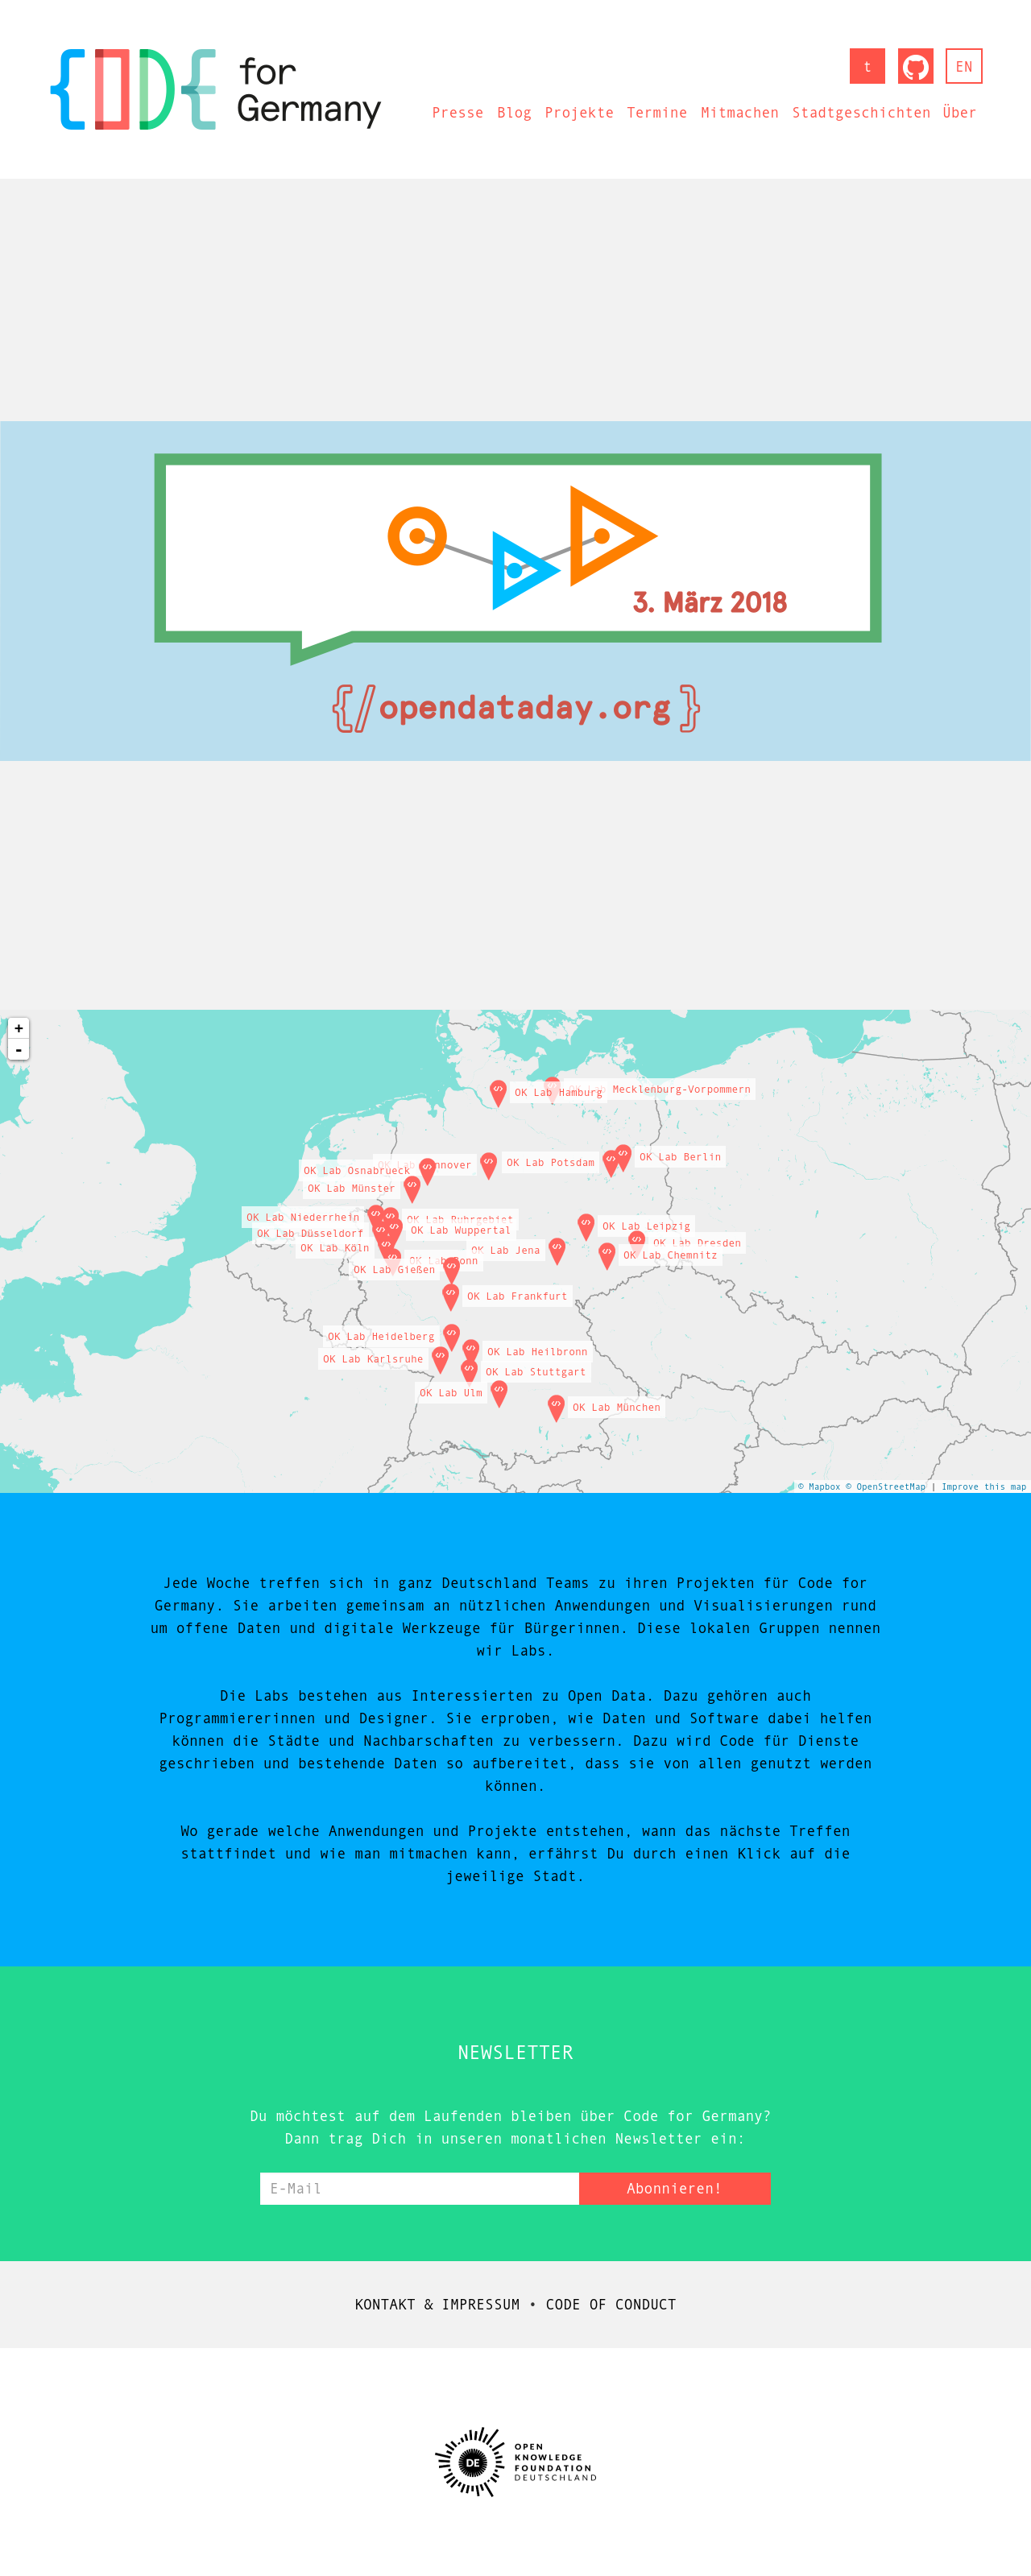 CODE for
Germany
t
EN
Presse Blog Projekte Termine Mitmachen Stadtgeschichten Über
3. März 2018
{/opendataday.org }
+
-
OK Lab Hamburg
Mecklenburg-Vorpommern
OK Lab Berlin
OK Lab Potsdam
OK Lab Osnabrueck
OK Lab Münster
OK Lab Niederrhein
OK Lab Ruhrgebiet
OK Lab Düsseldorf
OK Lab Wuppertal
OK Lab Leipzig
OK Lab Dresden
OK Lab Köln
OK Lab Jena
OK Lab Chemnitz
OK Lab Bonn
OK Lab Gießen
OK Lab Frankfurt
OK Lab Heidelberg
OK Lab Heilbronn
OK Lab Karlsruhe
OK Lab Stuttgart
OK Lab Ulm
OK Lab München
© Mapbox © OpenStreetMap | Improve this map
Jede Woche treffen sich in ganz Deutschland Teams zu ihren Projekten für Code for
Germany. Sie arbeiten gemeinsam an nützlichen Anwendungen und Visualisierungen rund
um offene Daten und digitale Werkzeuge für Bürgerinnen. Diese lokalen Gruppen nennen
wir Labs.
Die Labs bestehen aus Interessierten zu Open Data. Dazu gehören auch
Programmiererinnen und Designer. Sie erproben, wie Daten und Software dabei helfen
können die Städte und Nachbarschaften zu verbessern. Dazu wird Code für Dienste
geschrieben und bestehende Daten so aufbereitet, dass sie von allen genutzt werden
können.
Wo gerade welche Anwendungen und Projekte entstehen, wann das nächste Treffen
stattfindet und wie man mitmachen kann, erfährst Du durch einen Klick auf die
jeweilige Stadt.
NEWSLETTER
Du möchtest auf dem Laufenden bleiben über Code for Germany?
Dann trag Dich in unseren monatlichen Newsletter ein:
E-Mail
Abonnieren!
KONTAKT & IMPRESSUM • CODE OF CONDUCT
DE
OPEN
KNOWLEDGE
FOUNDATION
DEUTSCHLAND